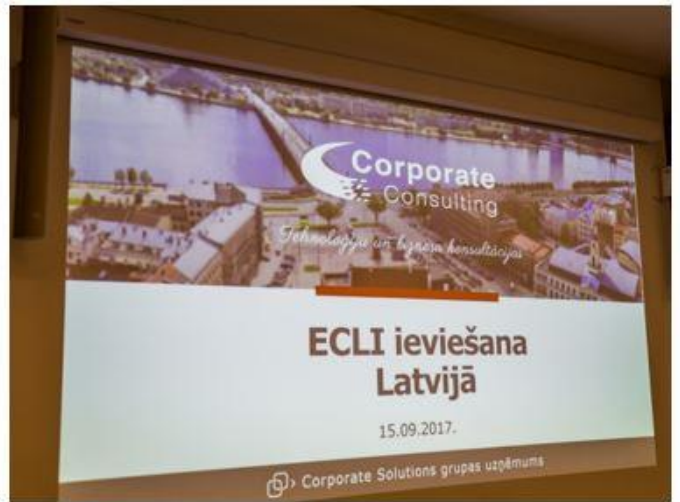 Corporate
Consulting
Tehnoloģiju un biznesa konsultācijas
ECLI ieviešana
Latvijā
15.09.2017.
Corporate Solutions grupas uzņēmums